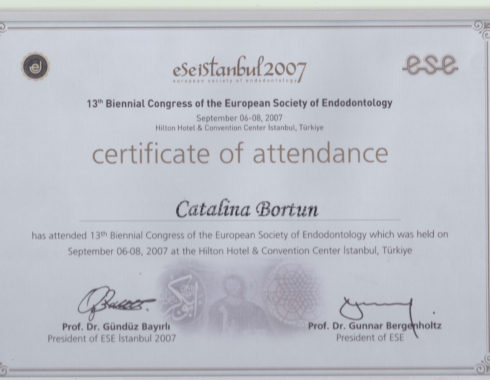 eseistanbul2007
european society of endodontology
ese
13th Biennial Congress of the European Society of Endodontology
September 06-08, 2007
Hilton Hotel & Convention Center İstanbul, Türkiye
certificate of attendance
Catalina Bortun
has attended 13th Biennial Congress of the European Society of Endodontology which was held on
September 06-08, 2007 at the Hilton Hotel & Convention Center İstanbul, Türkiye
Prof. Dr. Gündüz Bayırlı
President of ESE İstanbul 2007
Prof. Dr. Gunnar Bergenholtz
President of ESE